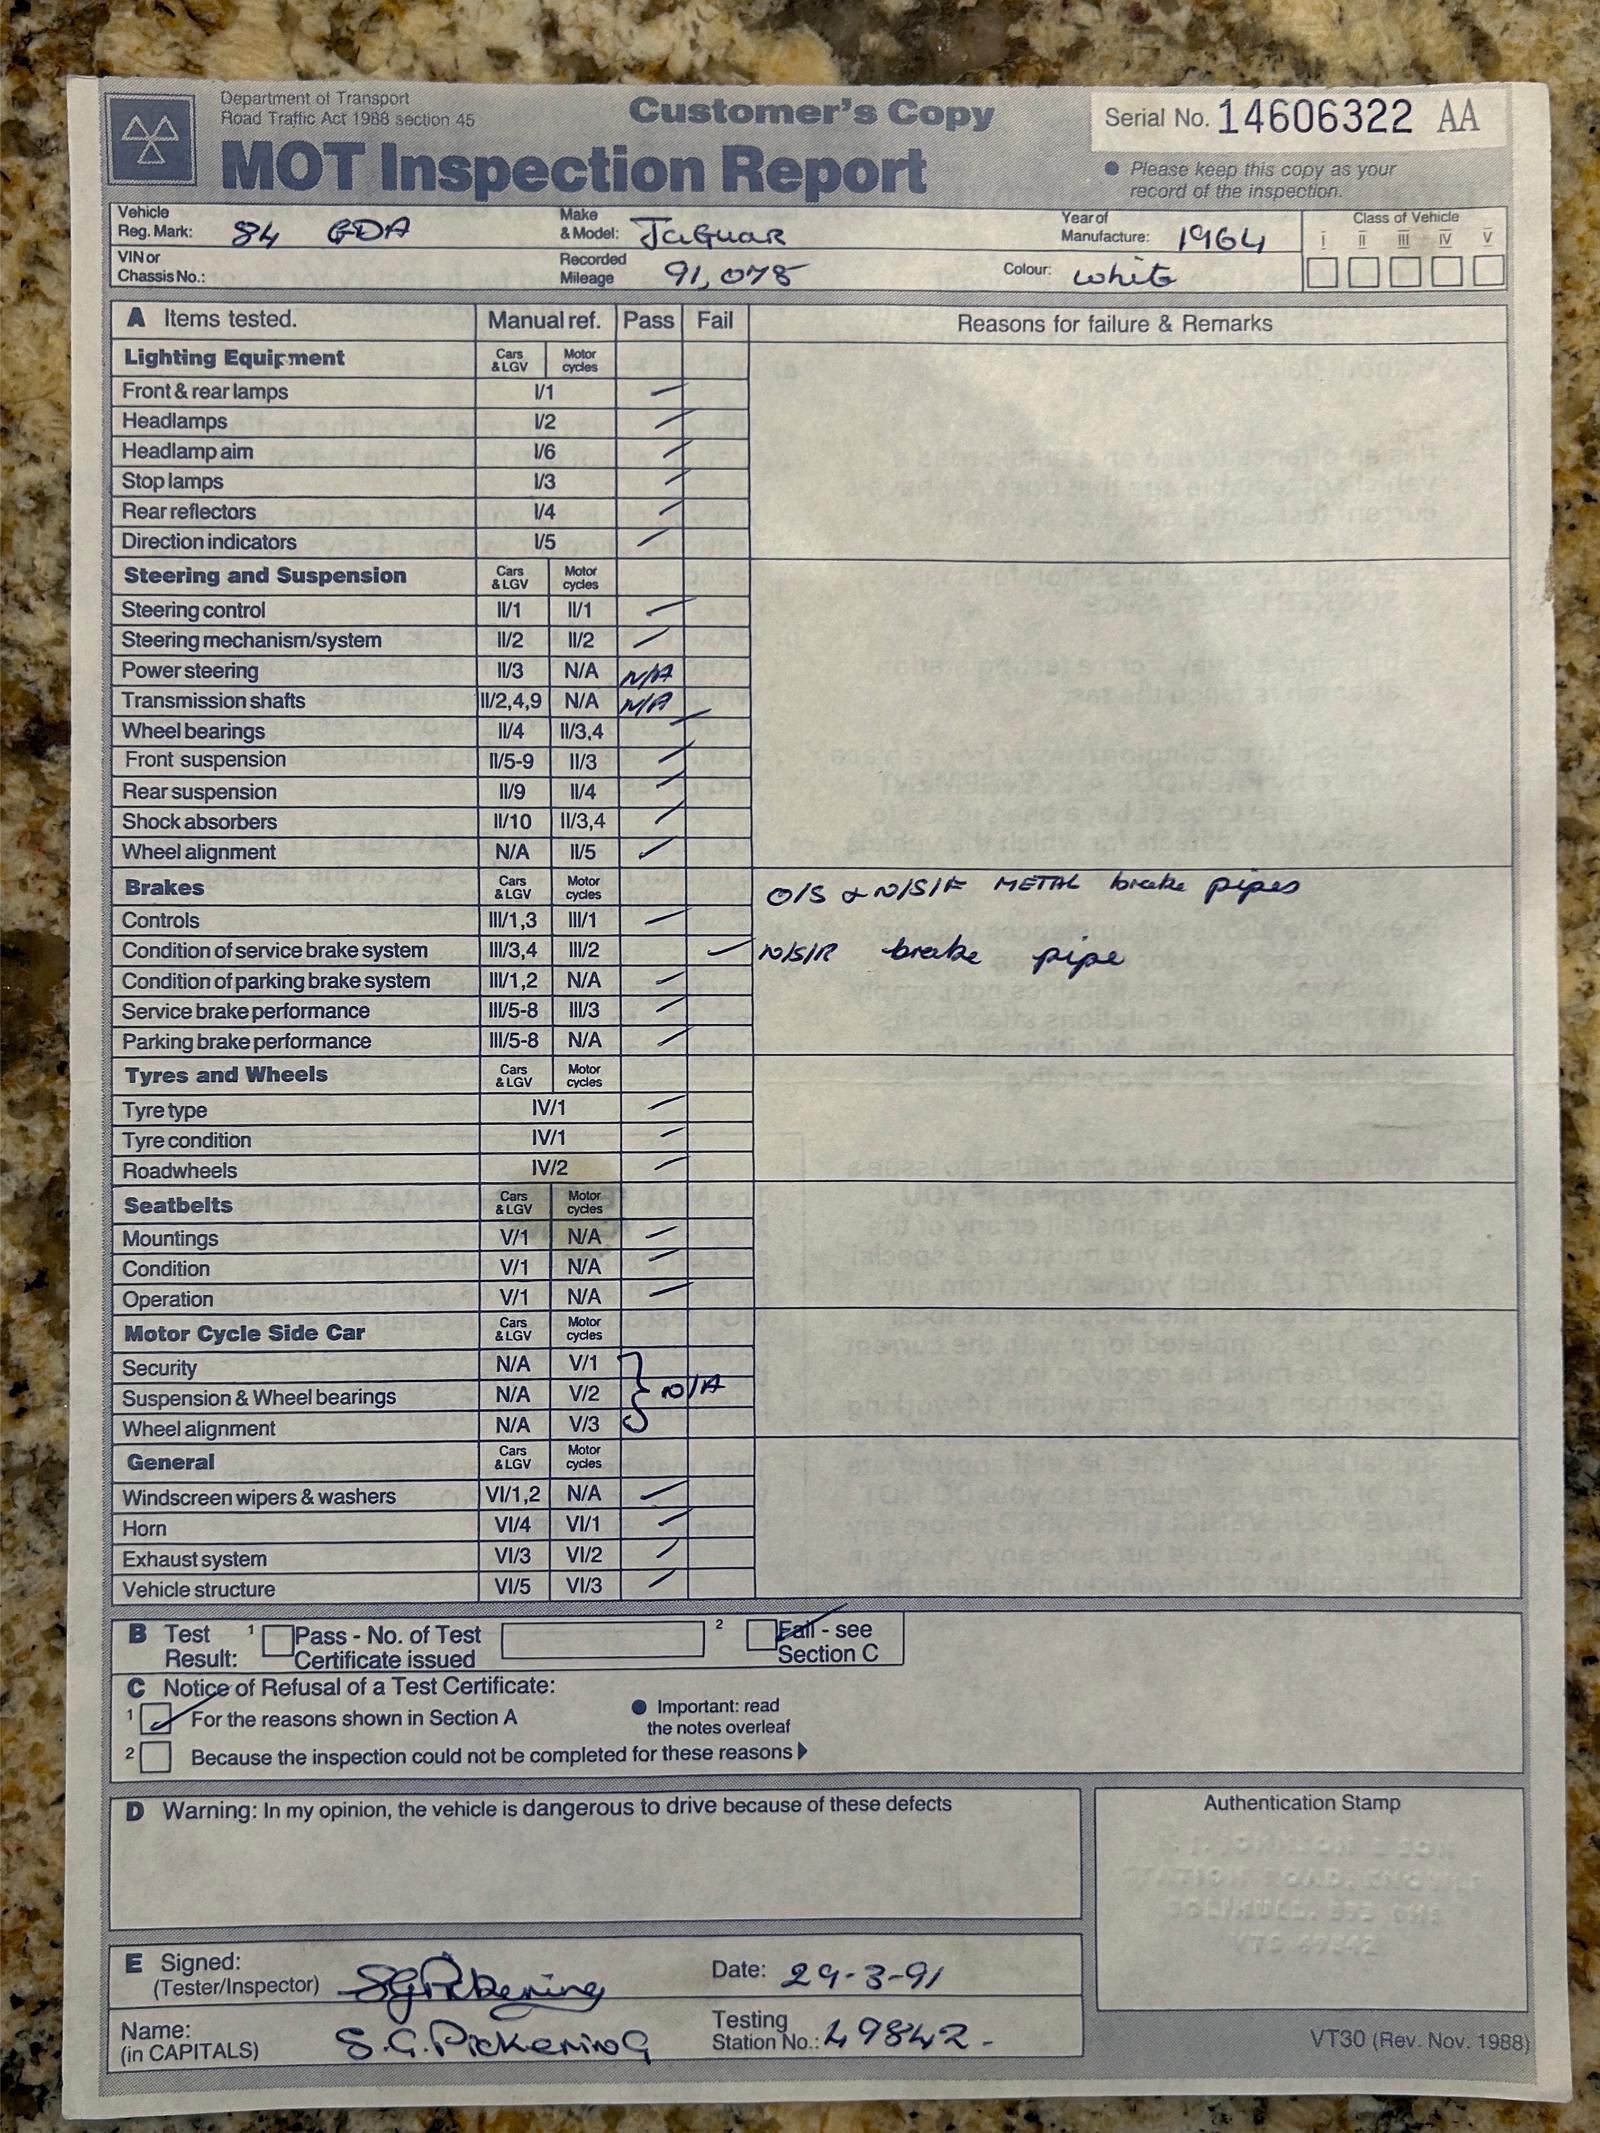 Department of Transport
Road Traffic Act 1988 section 45
Customer's Copy
Serial No. 14606322 AA
MOT Inspection Report
● Please keep this copy as your record of the inspection.
Vehicle Reg. Mark: 84 GDA Make & Model: JaGuar Year of Manufacture: 1964 Class of Vehicle I II III IV V
VIN or Chassis No.: Recorded Mileage 91,075 Colour: white
A Items tested. Manual ref. Pass Fail Reasons for failure & Remarks
Lighting Equipment Cars & LGV Motor cycles
Front & rear lamps I/1
Headlamps I/2
Headlamp aim I/6
Stop lamps I/3
Rear reflectors I/4
Direction indicators I/5
Steering and Suspension Cars & LGV Motor cycles
Steering control II/1 II/1
Steering mechanism/system II/2 II/2
Power steering II/3 N/A N/A
Transmission shafts II/2,4,9 N/A N/A
Wheel bearings II/4 II/3,4
Front suspension II/5-9 II/3
Rear suspension II/9 II/4
Shock absorbers II/10 II/3,4
Wheel alignment N/A II/5
Brakes Cars & LGV Motor cycles O/S & N/S/F METAL brake pipes
Controls III/1,3 III/1
Condition of service brake system III/3,4 III/2 N/S/R brake pipe
Condition of parking brake system III/1,2 N/A
Service brake performance III/5-8 III/3
Parking brake performance III/5-8 N/A
Tyres and Wheels Cars & LGV Motor cycles
Tyre type IV/1
Tyre condition IV/1
Roadwheels IV/2
Seatbelts Cars & LGV Motor cycles
Mountings V/1 N/A
Condition V/1 N/A
Operation V/1 N/A
Motor Cycle Side Car Cars & LGV Motor cycles
Security N/A V/1
Suspension & Wheel bearings N/A V/2 N/A
Wheel alignment N/A V/3
General Cars & LGV Motor cycles
Windscreen wipers & washers VI/1,2 N/A
Horn VI/4 VI/1
Exhaust system VI/3 VI/2
Vehicle structure VI/5 VI/3
B Test Result: 1 Pass - No. of Test Certificate issued 2 Fail - see Section C
C Notice of Refusal of a Test Certificate:
1 For the reasons shown in Section A ● Important: read the notes overleaf
2 Because the inspection could not be completed for these reasons
D Warning: In my opinion, the vehicle is dangerous to drive because of these defects
Authentication Stamp
STATION ROAD,
SOLIHULL.
E Signed: (Tester/Inspector) SGPickering Date: 29-3-91
Name: (in CAPITALS) S.G.PickeriNG Testing Station No.: 49842-
VT30 (Rev. Nov. 1988)